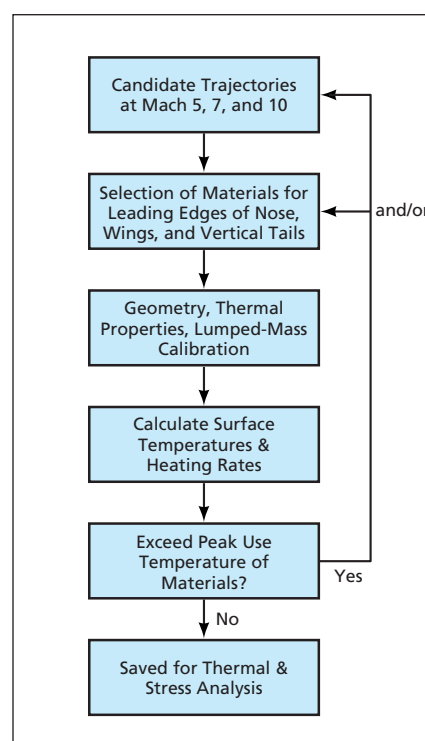 Candidate Trajectories
at Mach 5, 7, and 10
Selection of Materials for
Leading Edges of Nose,
Wings, and Vertical Tails
and/or
Geometry, Thermal
Properties, Lumped-Mass
Calibration
Calculate Surface
Temperatures &
Heating Rates
Exceed Peak Use
Temperature of
Materials?
Yes
No
Saved for Thermal &
Stress Analysis